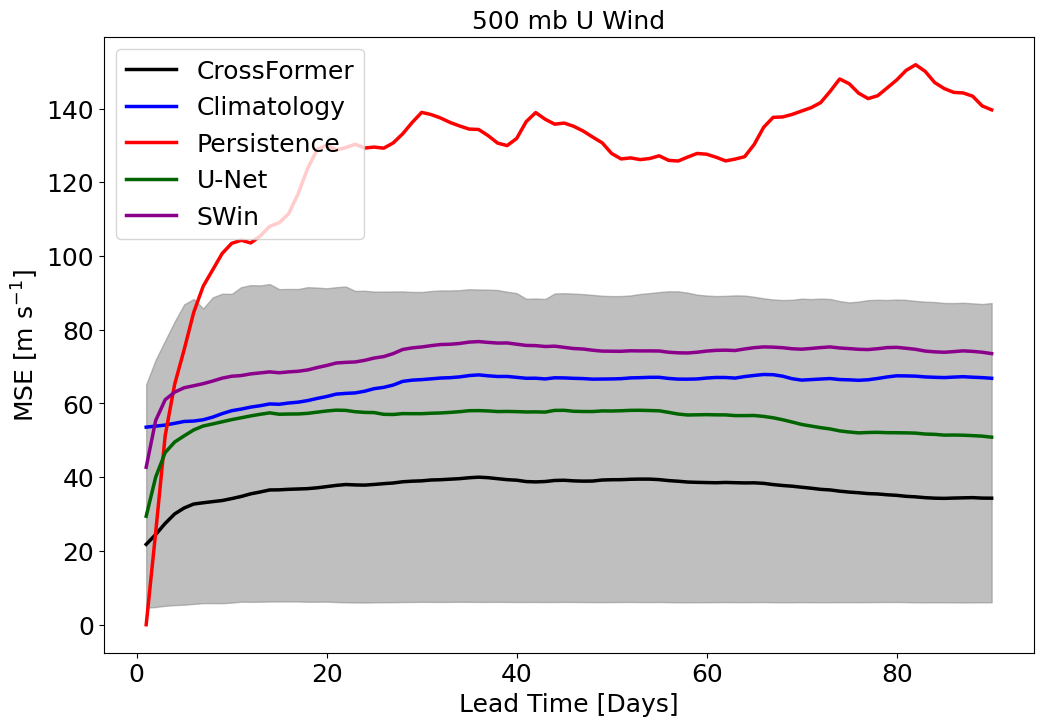 500 mb U Wind
CrossFormer
Climatology
Persistence
U-Net
SWin
MSE [m s⁻¹]
140
120
100
80
60
40
20
0
0 20 40 60 80
Lead Time [Days]